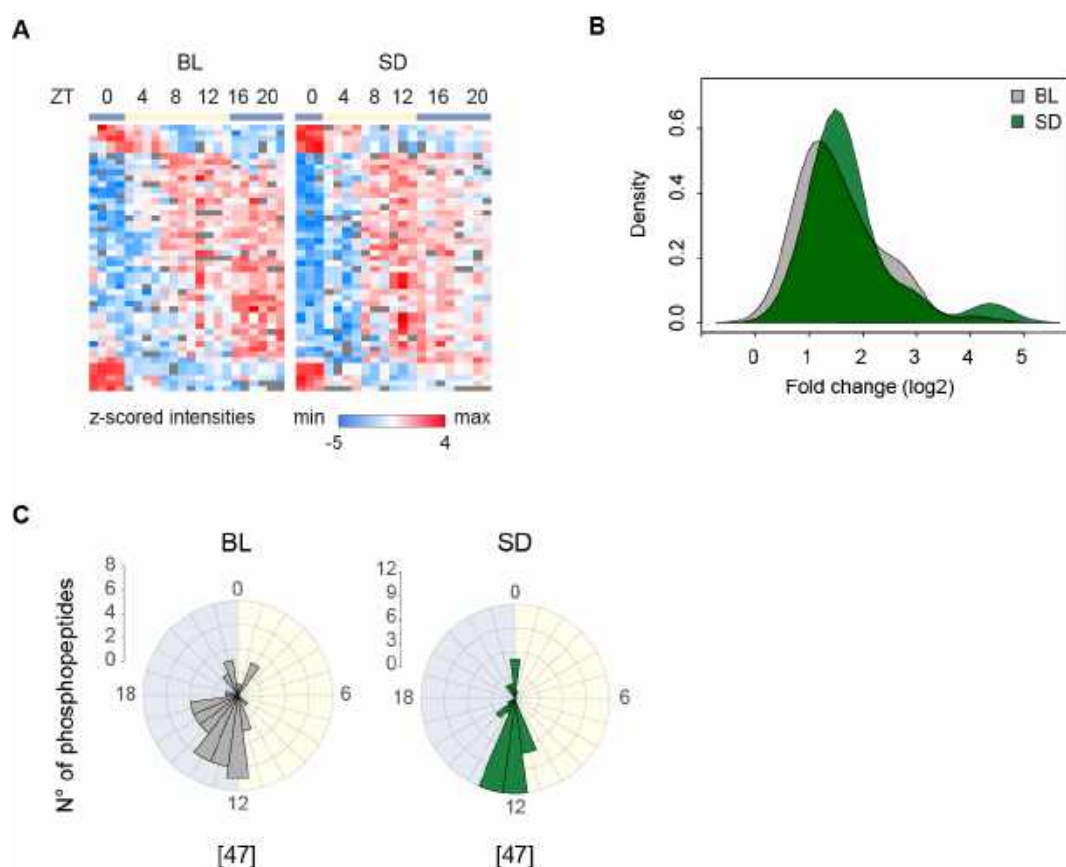 A
BL SD
ZT 0 4 8 12 16 20 0 4 8 12 16 20
z-scored intensities min max
-5 4
B
BL
SD
0.6
0.4
0.2
0.0
Density
0 1 2 3 4 5
Fold change (log2)
C
BL SD
N° of phosphopeptides
8
6
4
2
0
0
6
12
18
12
9
6
3
0
0
6
12
18
[47] [47]